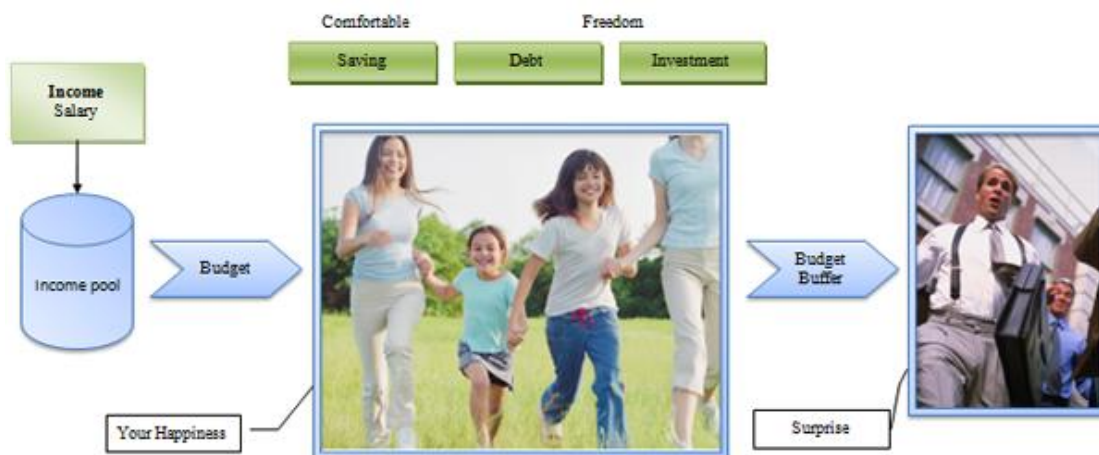 Comfortable
Freedom
Saving
Debt
Investment
Income
Salary
Income pool
Budget
Budget
Buffer
Your Happiness
Surprise